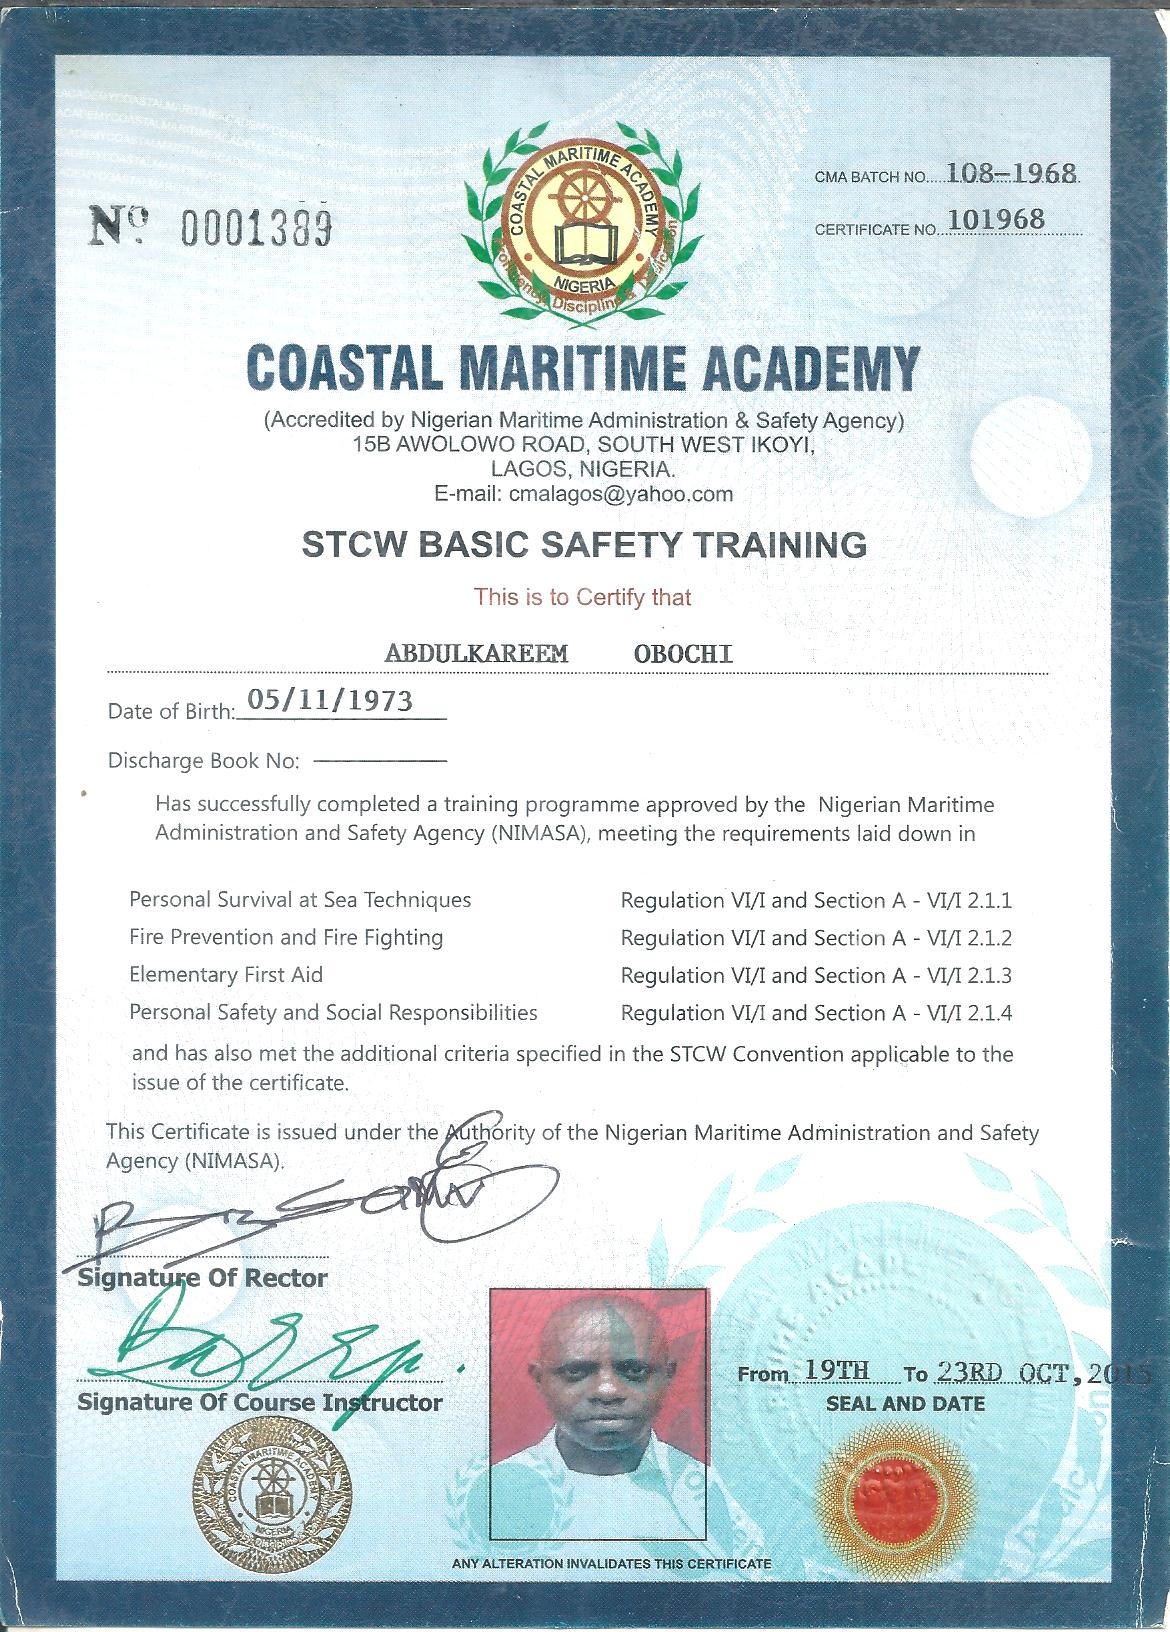 CMA BATCH NO....108-1968
Nº. 0001389
CERTIFICATE NO..101968
COASTAL MARITIME ACADEMY
NIGERIA
Proficiency, Discipline & Dedication
COASTAL MARITIME ACADEMY
(Accredited by Nigerian Maritime Administration & Safety Agency)
15B AWOLOWO ROAD, SOUTH WEST IKOYI,
LAGOS, NIGERIA.
E-mail: cmalagos@yahoo.com
STCW BASIC SAFETY TRAINING
This is to Certify that
ABDULKAREEM OBOCHI
Date of Birth: 05/11/1973
Discharge Book No:
Has successfully completed a training programme approved by the Nigerian Maritime
Administration and Safety Agency (NIMASA), meeting the requirements laid down in
Personal Survival at Sea Techniques Regulation VI/I and Section A - VI/I 2.1.1
Fire Prevention and Fire Fighting Regulation VI/I and Section A - VI/I 2.1.2
Elementary First Aid Regulation VI/I and Section A - VI/I 2.1.3
Personal Safety and Social Responsibilities Regulation VI/I and Section A - VI/I 2.1.4
and has also met the additional criteria specified in the STCW Convention applicable to the
issue of the certificate.
This Certificate is issued under the Authority of the Nigerian Maritime Administration and Safety
Agency (NIMASA).
Signature Of Rector
From 19TH To 23RD OCT, 2015
Signature Of Course Instructor
SEAL AND DATE
COASTAL MARITIME ACADEMY
NIGERIA
ANY ALTERATION INVALIDATES THIS CERTIFICATE